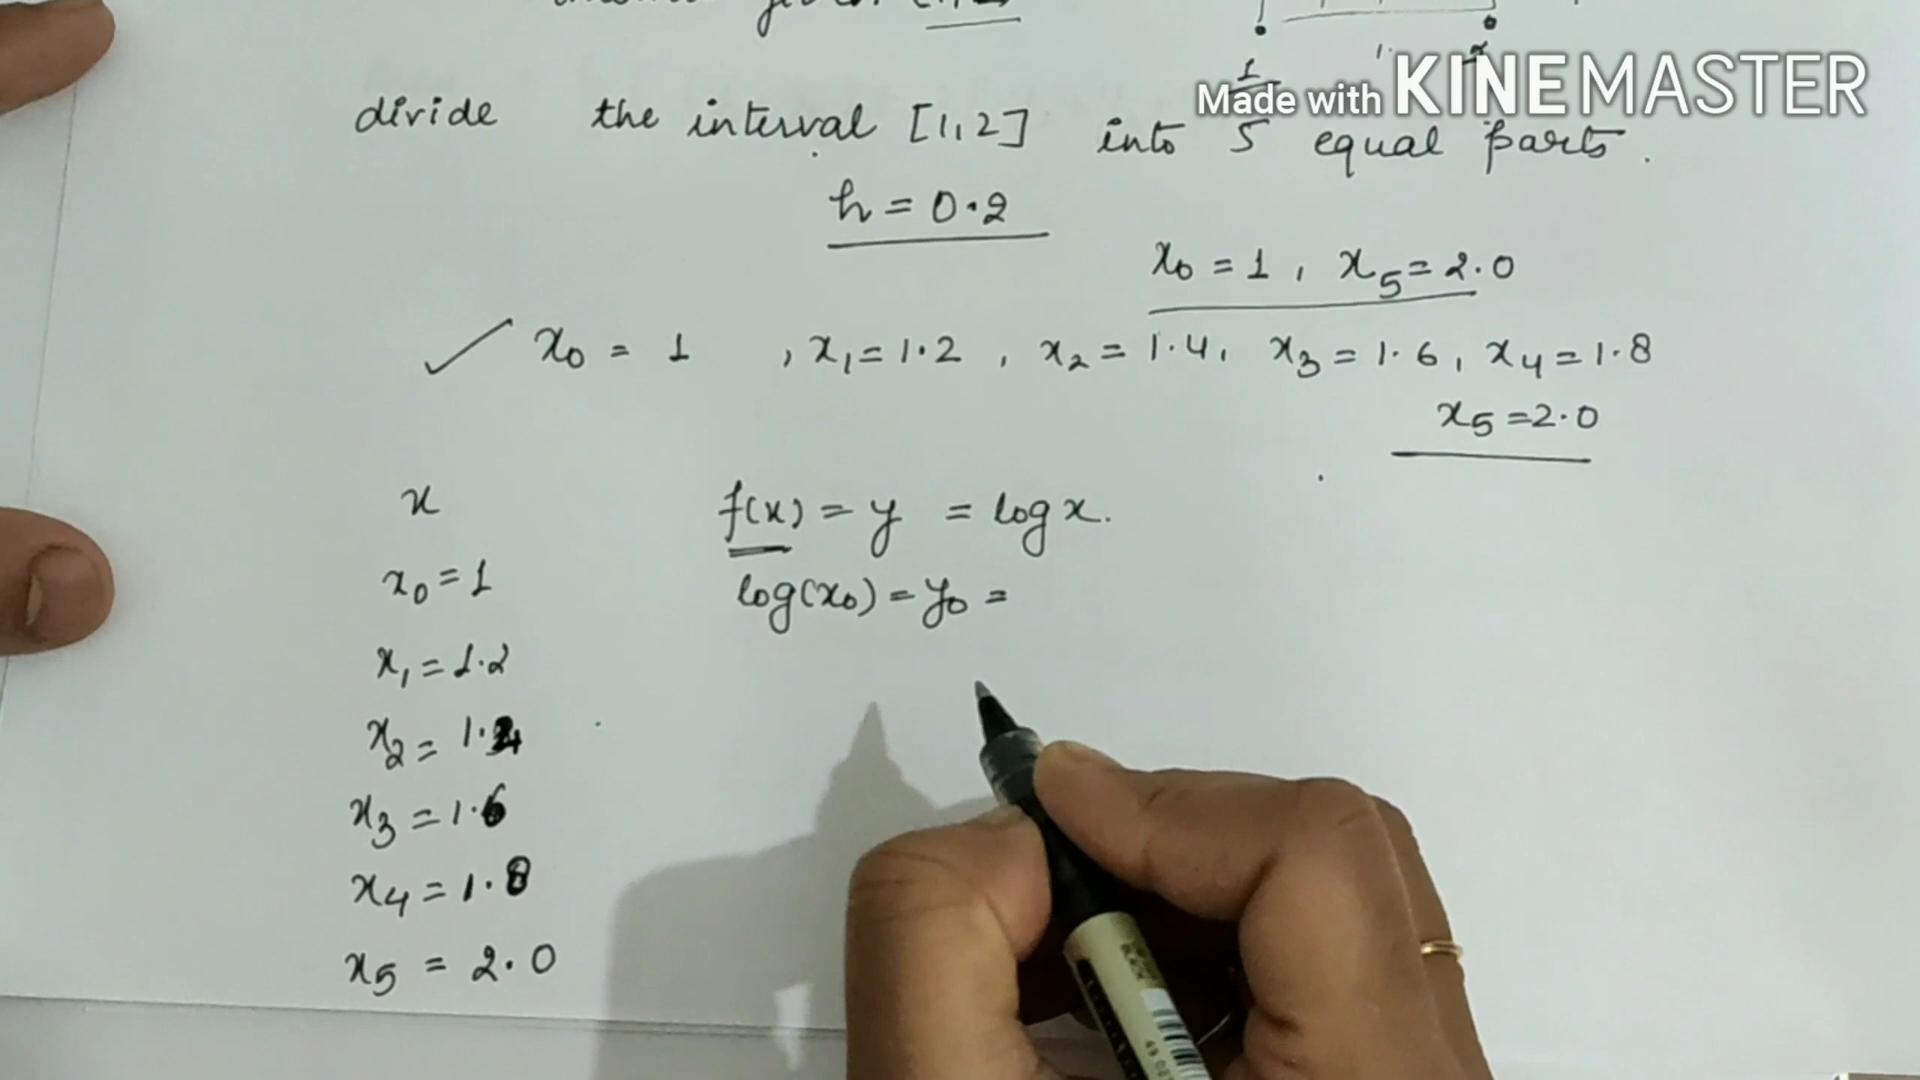 divide the interval [1,2] into 5 equal parts.
Made with KINEMASTER
h = 0.2
x₀ = 1, x₅ = 2.0
✓ x₀ = 1, x₁ = 1.2, x₂ = 1.4, x₃ = 1.6, x₄ = 1.8
x₅ = 2.0
x f(x) = y = log x.
x₀ = 1 log(x₀) = y₀ =
x₁ = 1.2
x₂ = 1.4
x₃ = 1.6
x₄ = 1.8
x₅ = 2.0